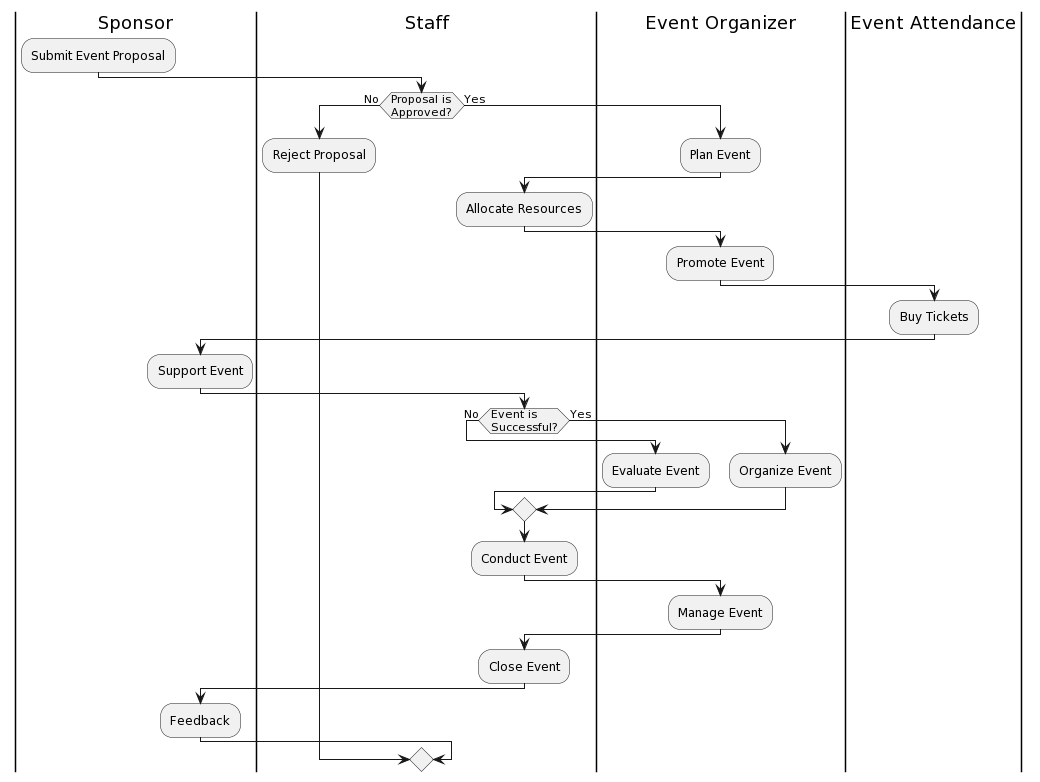 Sponsor
Staff
Event Organizer
Event Attendance
Submit Event Proposal
No
Proposal is
Approved?
Yes
Reject Proposal
Plan Event
Allocate Resources
Promote Event
Buy Tickets
Support Event
No
Event is
Successful?
Yes
Evaluate Event
Organize Event
Conduct Event
Manage Event
Close Event
Feedback